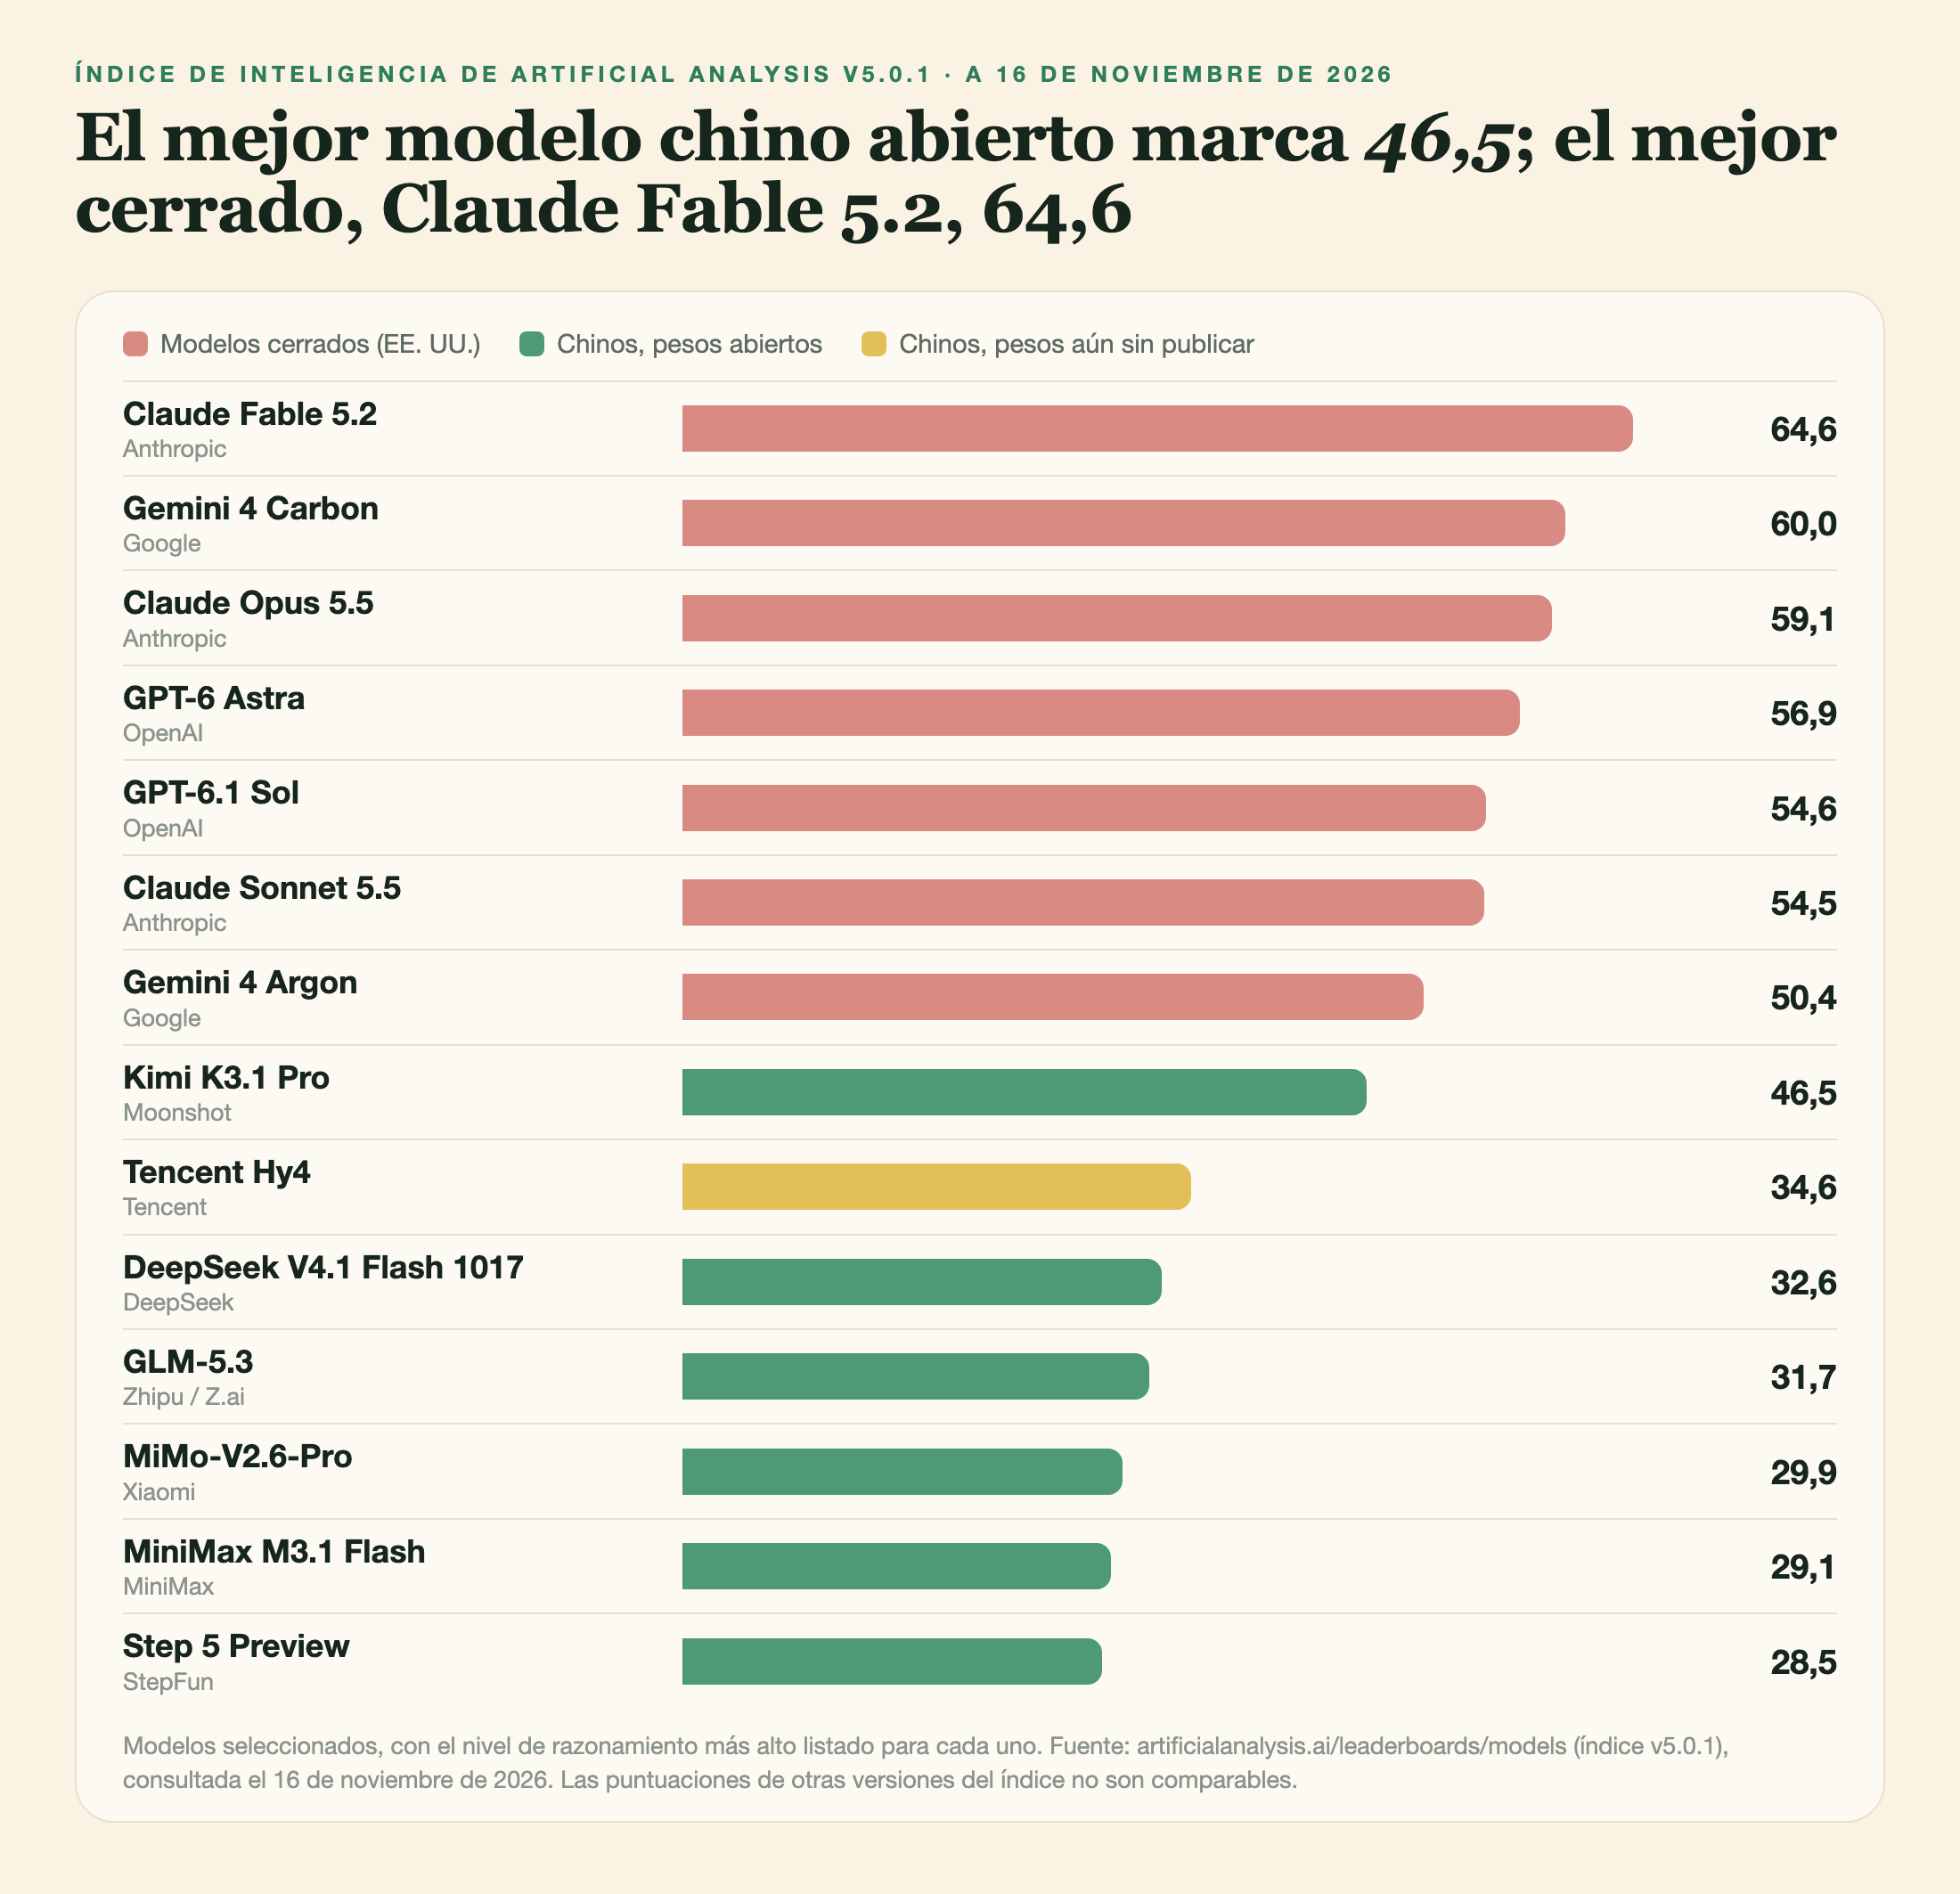 ÍNDICE DE INTELIGENCIA DE ARTIFICIAL ANALYSIS V5.0.1 · A 16 DE NOVIEMBRE DE 2026
El mejor modelo chino abierto marca 46,5; el mejor
cerrado, Claude Fable 5.2, 64,6
Modelos cerrados (EE. UU.) Chinos, pesos abiertos Chinos, pesos aún sin publicar
Claude Fable 5.2
Anthropic
64,6
Gemini 4 Carbon
Google
60,0
Claude Opus 5.5
Anthropic
59,1
GPT-6 Astra
OpenAI
56,9
GPT-6.1 Sol
OpenAI
54,6
Claude Sonnet 5.5
Anthropic
54,5
Gemini 4 Argon
Google
50,4
Kimi K3.1 Pro
Moonshot
46,5
Tencent Hy4
Tencent
34,6
DeepSeek V4.1 Flash 1017
DeepSeek
32,6
GLM-5.3
Zhipu / Z.ai
31,7
MiMo-V2.6-Pro
Xiaomi
29,9
MiniMax M3.1 Flash
MiniMax
29,1
Step 5 Preview
StepFun
28,5
Modelos seleccionados, con el nivel de razonamiento más alto listado para cada uno. Fuente: artificialanalysis.ai/leaderboards/models (índice v5.0.1),
consultada el 16 de noviembre de 2026. Las puntuaciones de otras versiones del índice no son comparables.